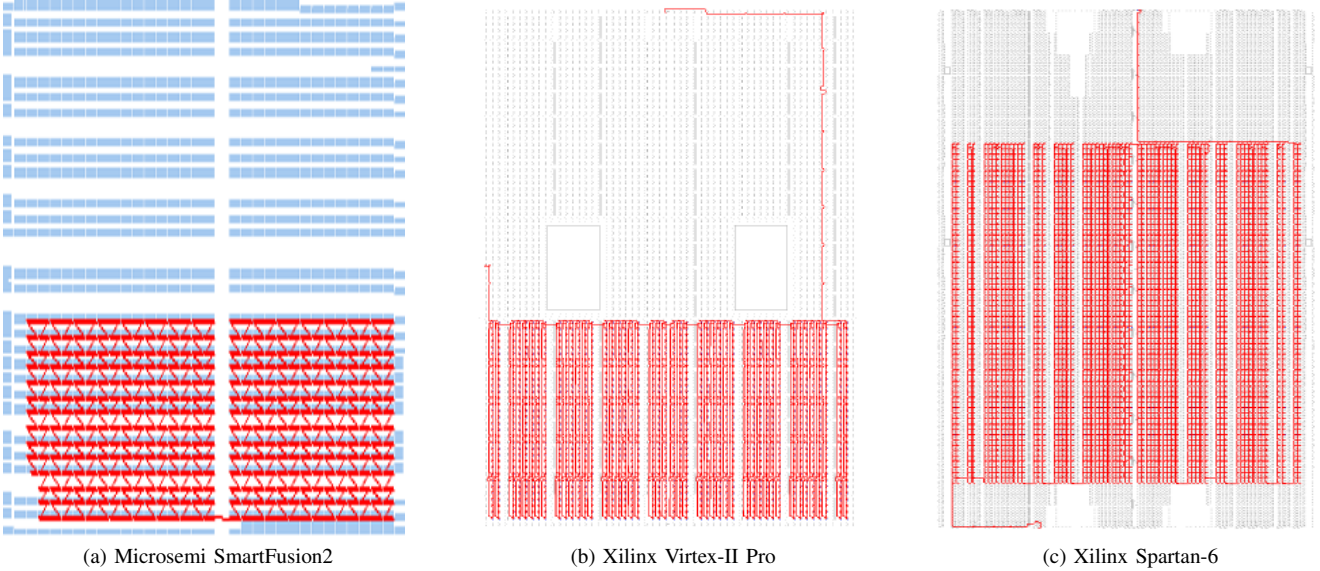 (a) Microsemi SmartFusion2
(b) Xilinx Virtex-II Pro
(c) Xilinx Spartan-6